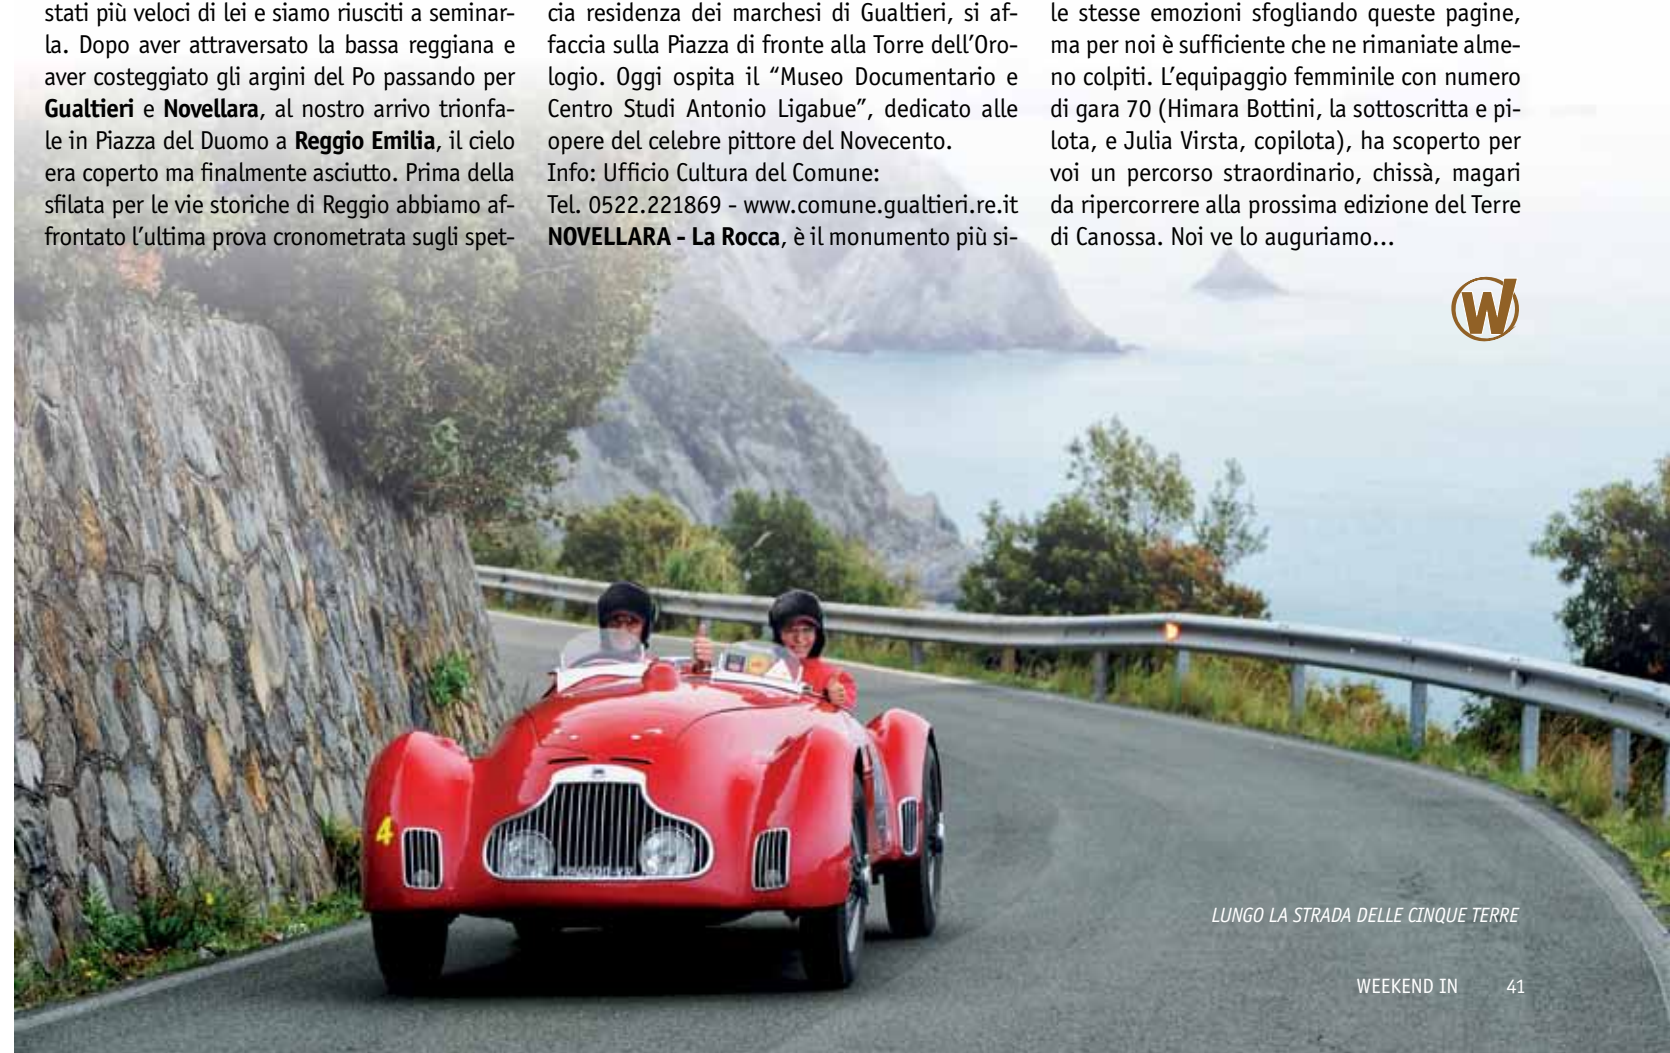 stati più veloci di lei e siamo riusciti a seminar-
la. Dopo aver attraversato la bassa reggiana e
aver costeggiato gli argini del Po passando per
Gualtieri e Novellara, al nostro arrivo trionfa-
le in Piazza del Duomo a Reggio Emilia, il cielo
era coperto ma finalmente asciutto. Prima della
sfilata per le vie storiche di Reggio abbiamo af-
frontato l'ultima prova cronometrata sugli spet-
cia residenza dei marchesi di Gualtieri, si af-
faccia sulla Piazza di fronte alla Torre dell'Oro-
logio. Oggi ospita il “Museo Documentario e
Centro Studi Antonio Ligabue”, dedicato alle
opere del celebre pittore del Novecento.
Info: Ufficio Cultura del Comune:
Tel. 0522.221869 - www.comune.gualtieri.re.it
NOVELLARA - La Rocca, è il monumento più si-
le stesse emozioni sfogliando queste pagine,
ma per noi è sufficiente che ne rimaniate alme-
no colpiti. L'equipaggio femminile con numero
di gara 70 (Himara Bottini, la sottoscritta e pi-
lota, e Julia Virsta, copilota), ha scoperto per
voi un percorso straordinario, chissà, magari
da ripercorrere alla prossima edizione del Terre
di Canossa. Noi ve lo auguriamo...
W
4
LUNGO LA STRADA DELLE CINQUE TERRE
WEEKEND IN 41